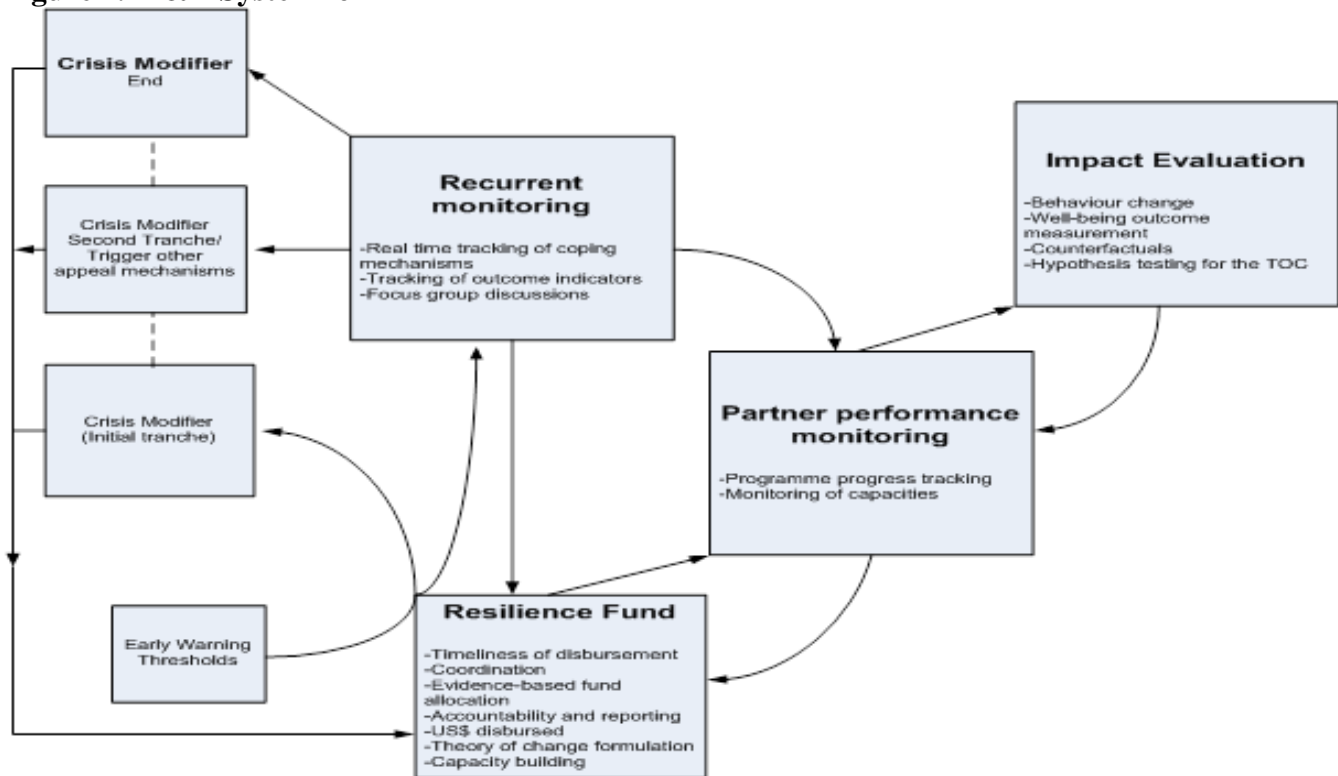 Crisis Modifier
End
Crisis Modifier
Second Tranche/
Trigger other
appeal mechanisms
Crisis Modifier
(Initial tranche)
Early Warning
Thresholds
Recurrent
monitoring
-Real time tracking of coping
mechanisms
-Tracking of outcome indicators
-Focus group discussions
Resilience Fund
-Timeliness of disbursement
-Coordination
-Evidence-based fund
allocation
-Accountability and reporting
-US$ disbursed
-Theory of change formulation
-Capacity building
Partner performance
monitoring
-Programme progress tracking
-Monitoring of capacities
Impact Evaluation
-Behaviour change
-Well-being outcome
measurement
-Counterfactuals
-Hypothesis testing for the TOC